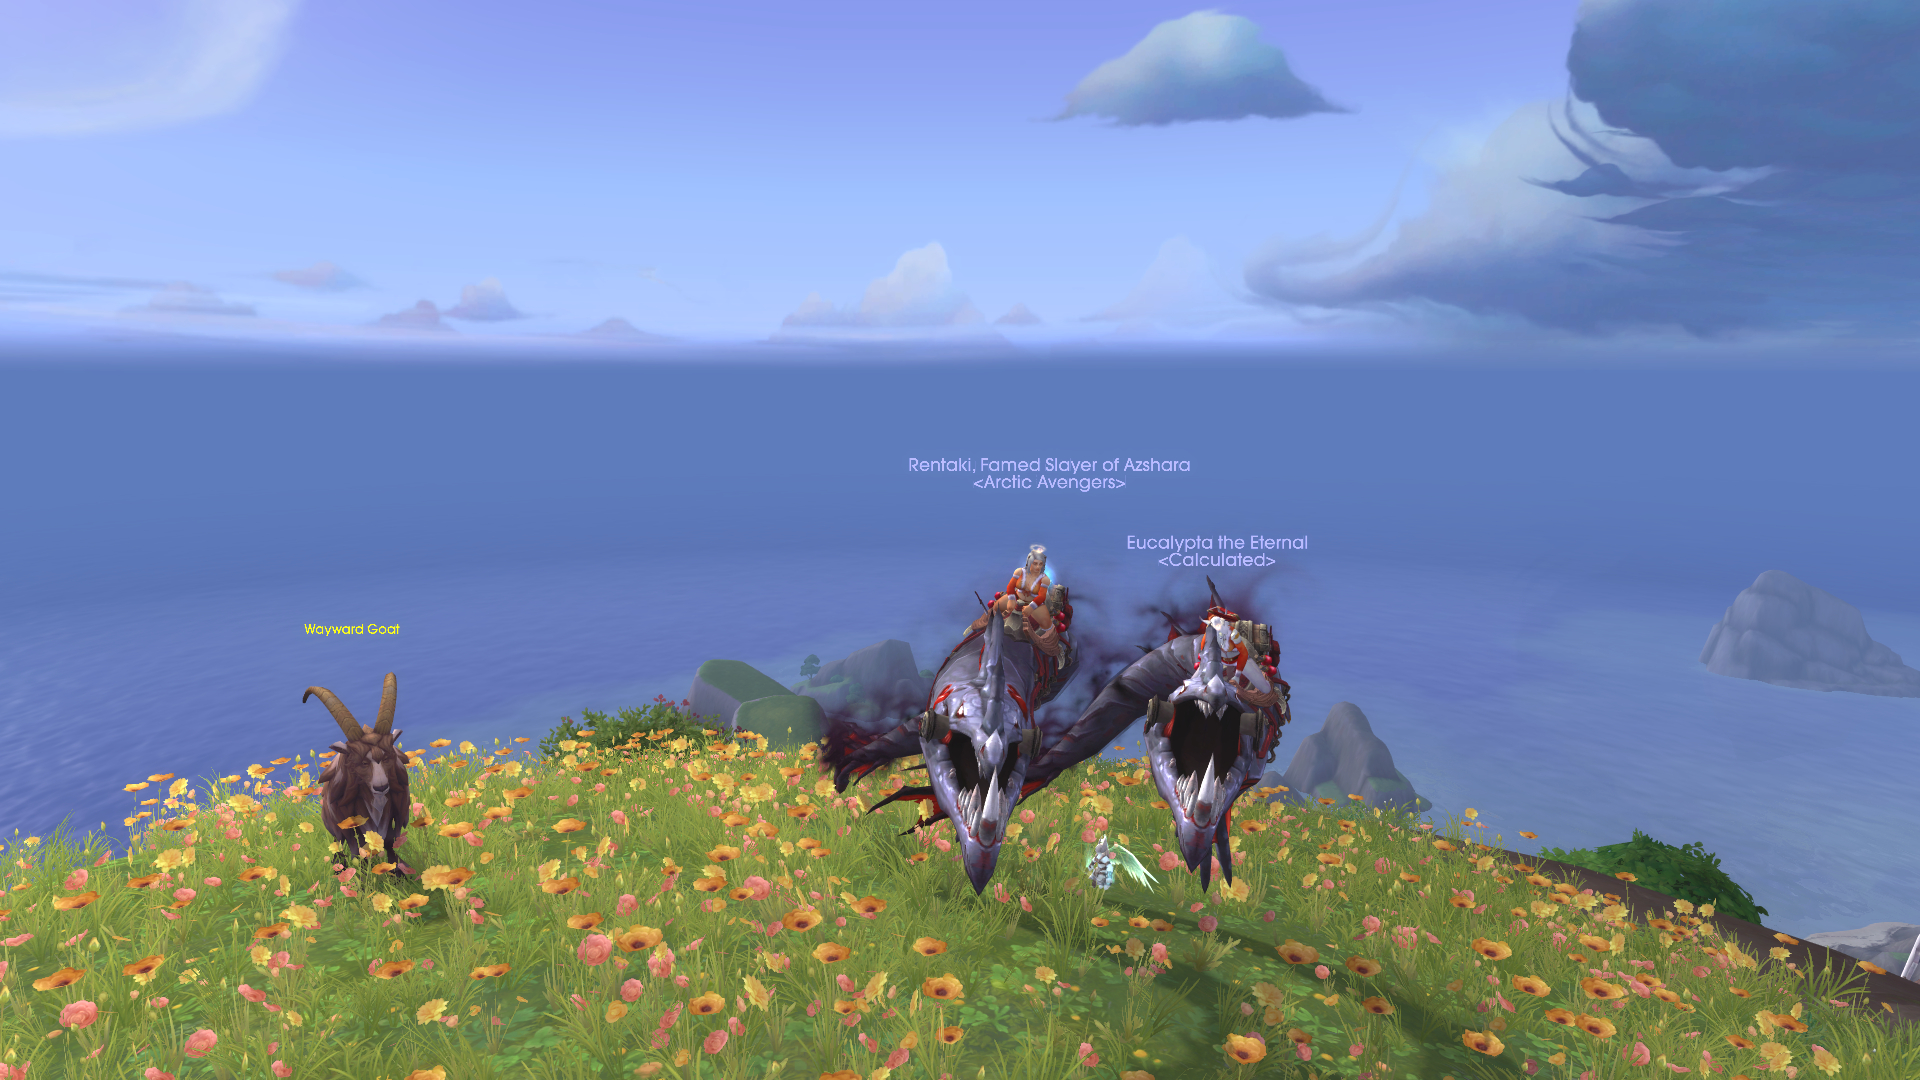 Rentaki, Famed Slayer of Azshara
<Arctic Avengers>
Eucalypta the Eternal
<Calculated>
Wayward Goat